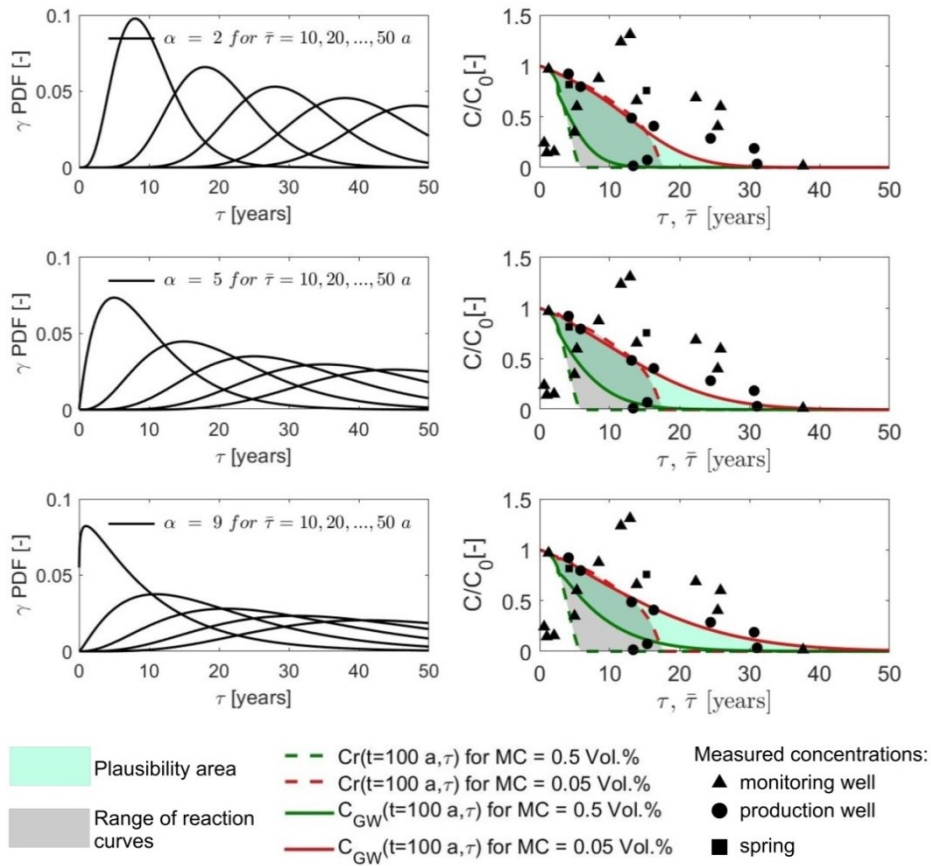 0.1
0.05
0
γ PDF [-]
α = 2 for τ̄ = 10, 20, ..., 50 a
0 10 20 30 40 50
τ [years]
1.5
1
0.5
0
C/C₀[-]
0 10 20 30 40 50
τ, τ̄ [years]
0.1
0.05
0
γ PDF [-]
α = 5 for τ̄ = 10, 20, ..., 50 a
0 10 20 30 40 50
τ [years]
1.5
1
0.5
0
C/C₀[-]
0 10 20 30 40 50
τ, τ̄ [years]
0.1
0.05
0
γ PDF [-]
α = 9 for τ̄ = 10, 20, ..., 50 a
0 10 20 30 40 50
τ [years]
1.5
1
0.5
0
C/C₀[-]
0 10 20 30 40 50
τ, τ̄ [years]
Plausibility area
Range of reaction
curves
Cr(t=100 a,τ) for MC = 0.5 Vol.%
Cr(t=100 a,τ) for MC = 0.05 Vol.%
C_GW(t=100 a,τ) for MC = 0.5 Vol.%
C_GW(t=100 a,τ) for MC = 0.05 Vol.%
Measured concentrations:
monitoring well
production well
spring